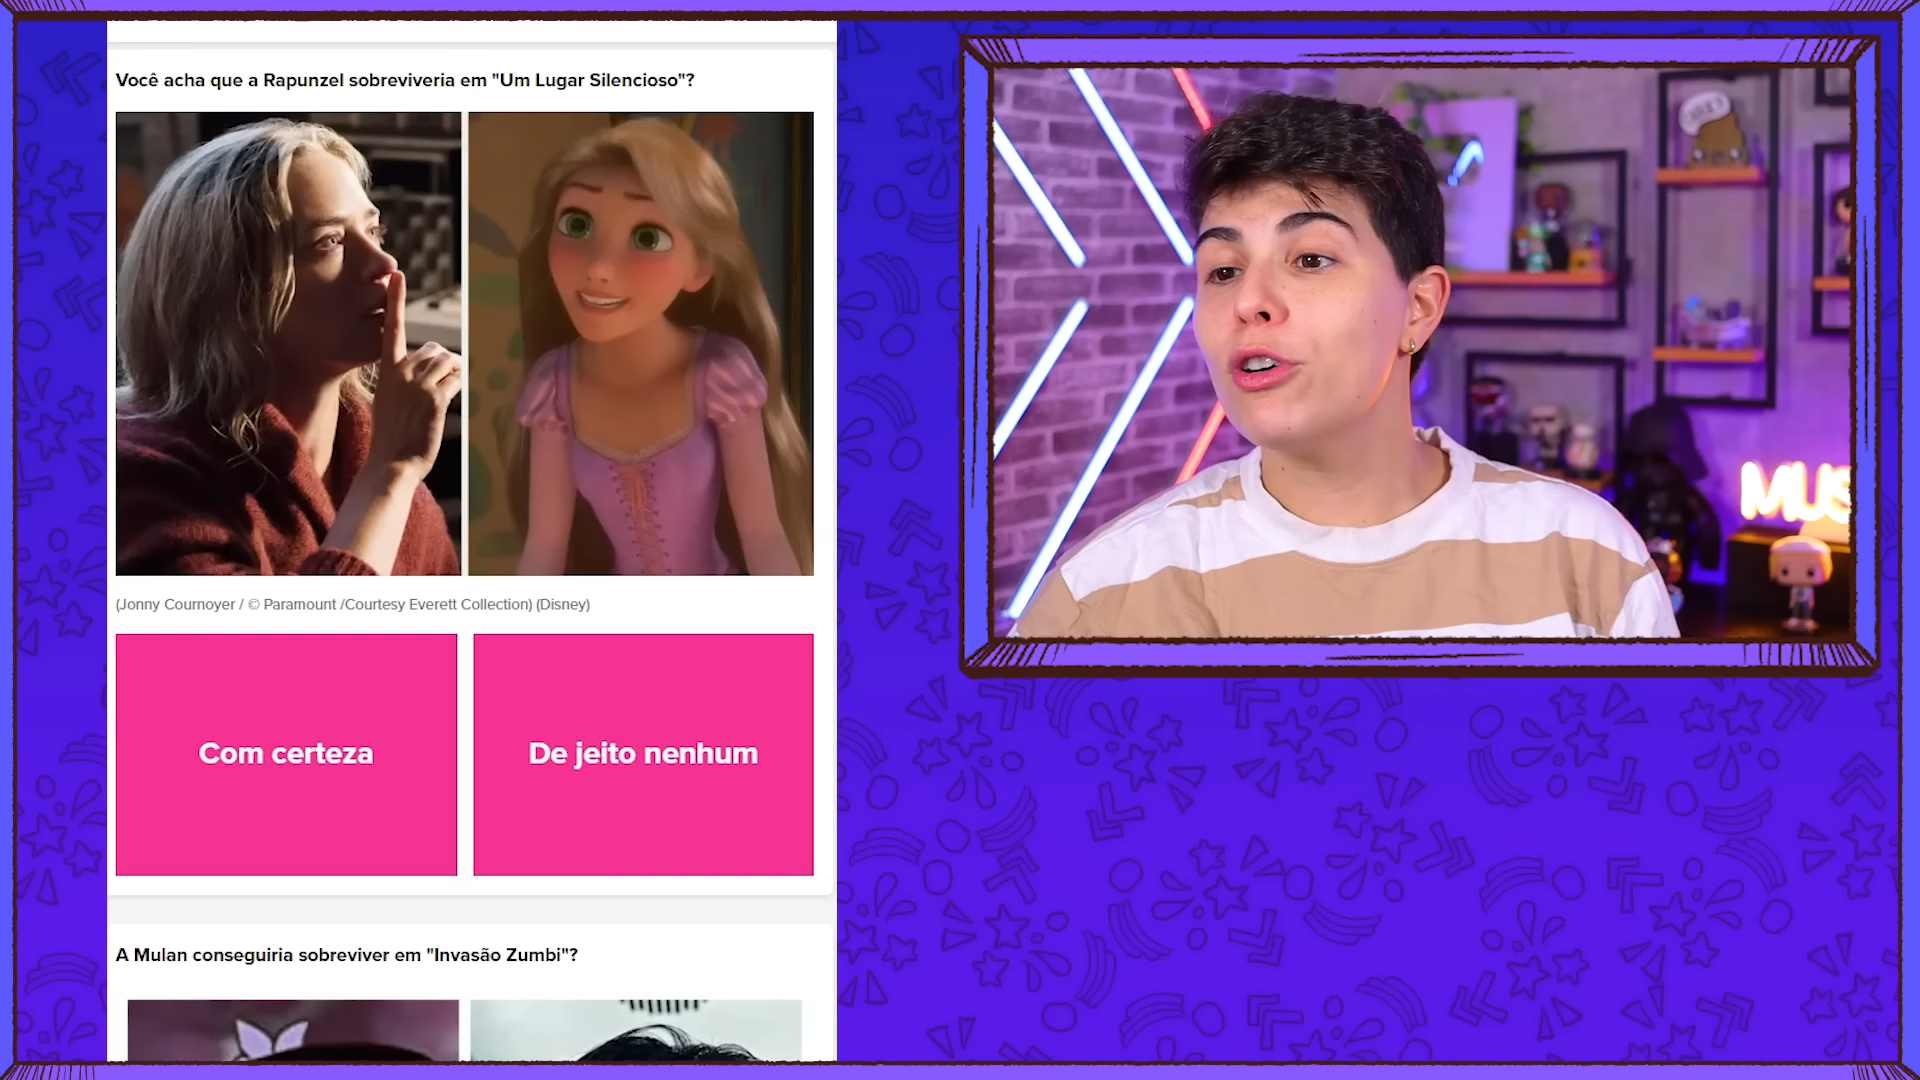 Você acha que a Rapunzel sobreviveria em "Um Lugar Silencioso"?
(Jonny Cournoyer / © Paramount /Courtesy Everett Collection) (Disney)
Com certeza
De jeito nenhum
A Mulan conseguiria sobreviver em "Invasão Zumbi"?
MUS